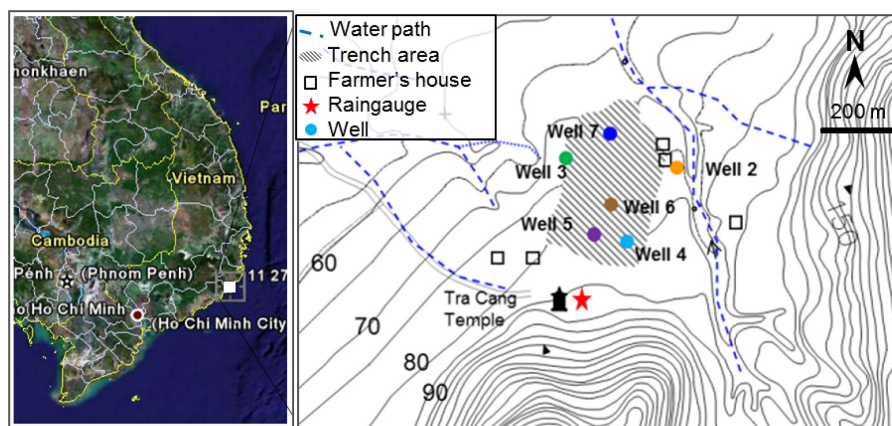 honkhaen
Par
Vietnam
Cambodia
Penh
(Phnom Penh)
11 27
Ho Chi Minh
(Ho Chi Minh City
Water path
Trench area
Farmer's house
Raingauge
Well
N
200 m
Well 7
Well 3
Well 2
Well 6
Well 5
Well 4
150
60
Tra Cang
Temple
70
80
90